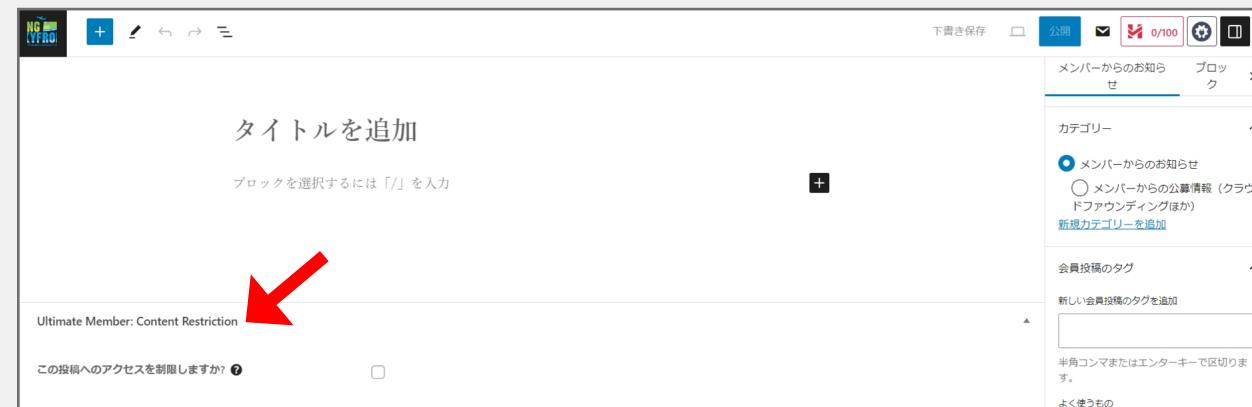 NG
YFRO
下書き保存
公開
0/100
メンバーからのお知ら
せ
ブロッ
ク
カテゴリー
メンバーからのお知らせ
メンバーからの公募情報（クラウ
ドファウンディングほか）
新規カテゴリーを追加
会員投稿のタグ
新しい会員投稿のタグを追加
半角コンマまたはエンターキーで区切りま
す。
よく使うもの
タイトルを追加
ブロックを選択するには「/」を入力
Ultimate Member: Content Restriction
この投稿へのアクセスを制限しますか?